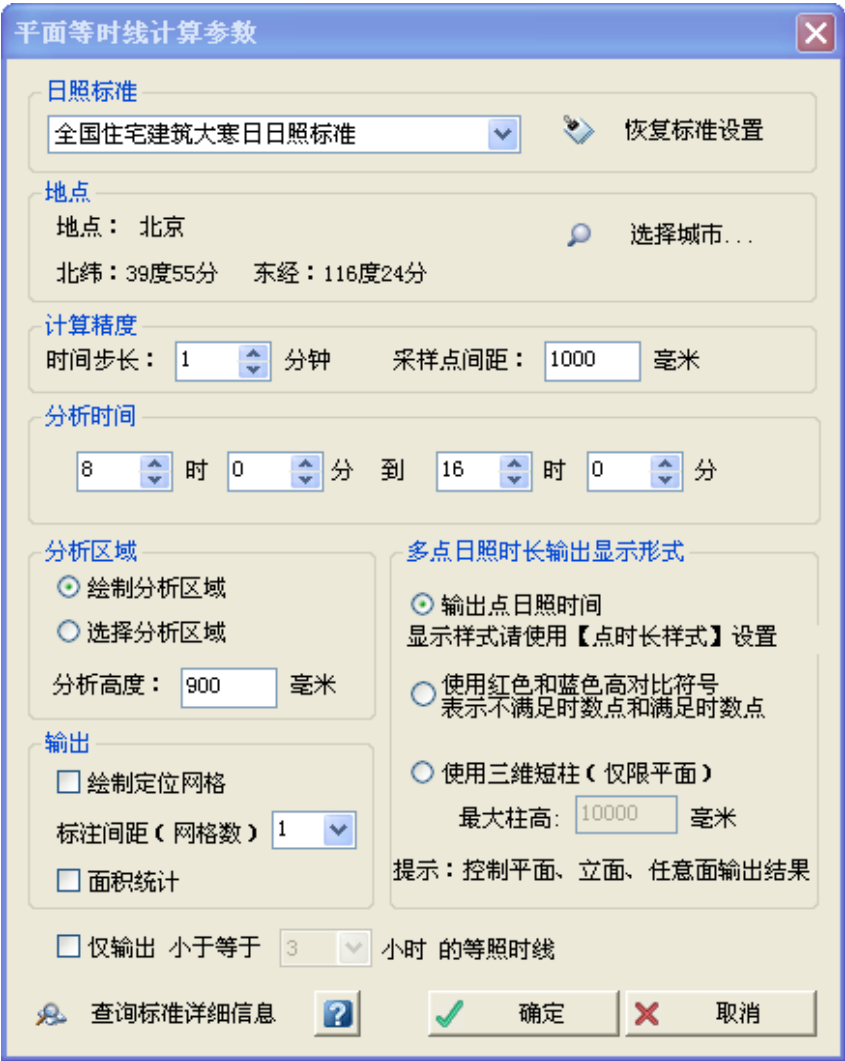 平面等时线计算参数
日照标准
全国住宅建筑大寒日日照标准 恢复标准设置
地点
地点： 北京
选择城市...
北纬：39度55分 东经：116度24分
计算精度
时间步长： 1 分钟 采样点间距： 1000 毫米
分析时间
8 时 0 分 到 16 时 0 分
分析区域
绘制分析区域
选择分析区域
分析高度： 900 毫米
多点日照时长输出显示形式
输出点日照时间
显示样式请使用【点时长样式】设置
使用红色和蓝色高对比符号
表示不满足时数点和满足时数点
使用三维短柱(仅限平面)
最大柱高: 10000 毫米
提示：控制平面、立面、任意面输出结果
输出
绘制定位网格
标注间距(网格数) 1
面积统计
仅输出 小于等于 3 小时 的等照时线
查询标准详细信息 ? 确定 取消